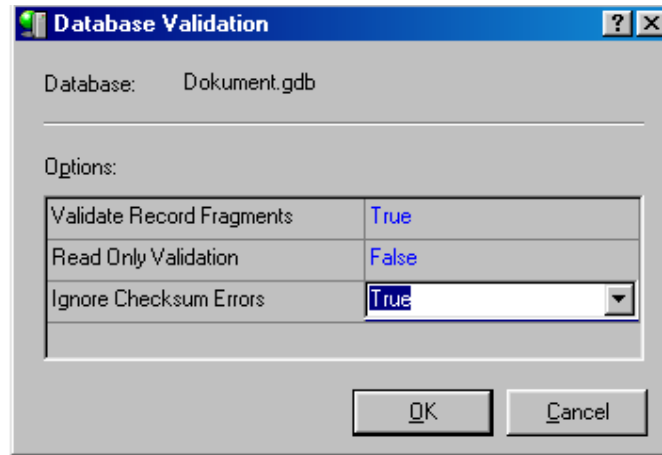 Database Validation
Database: Dokument.gdb
Options:
Validate Record Fragments True
Read Only Validation False
Ignore Checksum Errors True
OK Cancel